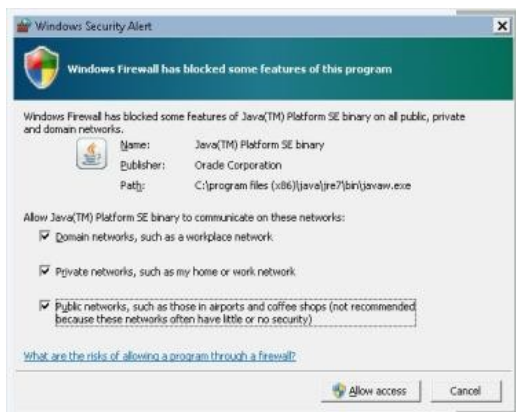 Windows Security Alert
Windows Firewall has blocked some features of this program
Windows Firewall has blocked some features of Java(TM) Platform SE binary on all public, private
and domain networks.
Name: Java(TM) Platform SE binary
Publisher: Oracle Corporation
Path: C:\program files (x86)\java\jre7\bin\javaw.exe
Allow Java(TM) Platform SE binary to communicate on these networks:
Domain networks, such as a workplace network
Private networks, such as my home or work network
Public networks, such as those in airports and coffee shops (not recommended
because these networks often have little or no security)
What are the risks of allowing a program through a firewall?
Allow access Cancel